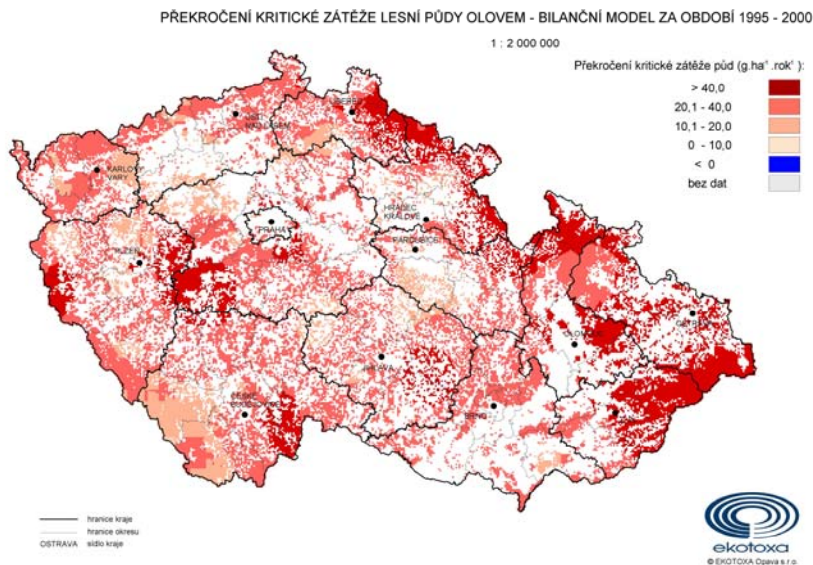 PŘEKROČENÍ KRITICKÉ ZÁTĚŽE LESNÍ PŮDY OLOVEM - BILANČNÍ MODEL ZA OBDOBÍ 1995 - 2000
1 : 2 000 000
Překročení kritické zátěže půd (g.ha⁻¹.rok⁻¹):
> 40,0
20,1 - 40,0
10,1 - 20,0
0 - 10,0
< 0
bez dat
KARLOVY
VARY
HRADEC
KRÁLOVÉ
PRAHA
PARDUBICE
OLOMOUC
JIHLAVA
ČESKÉ
BRNO
hranice kraje
hranice okresu
OSTRAVA sídlo kraje
ekotoxa
© EKOTOXA Opava s.r.o.